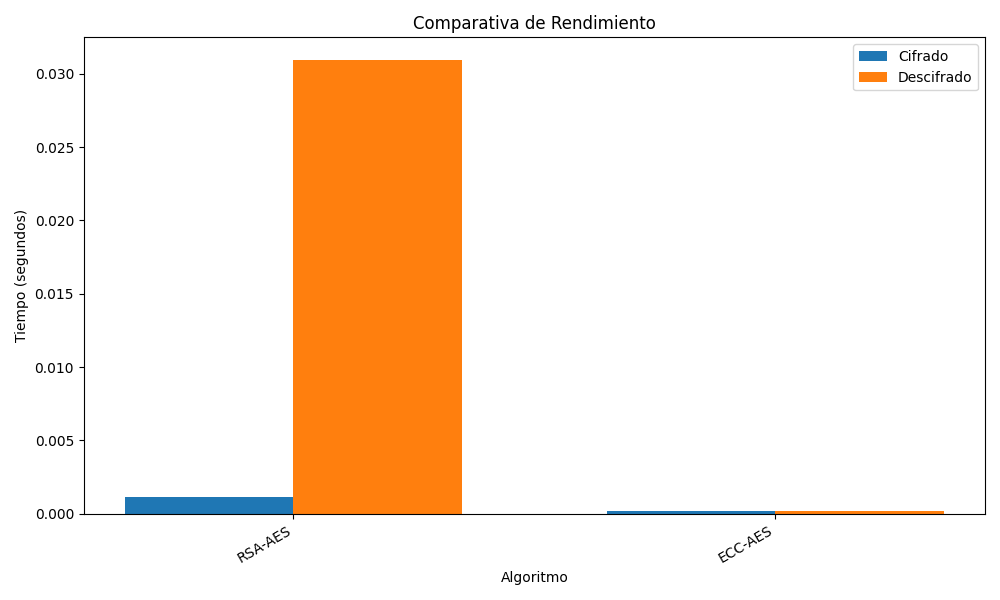 Comparativa de Rendimiento
Cifrado
Descifrado
Tiempo (segundos)
0.030
0.025
0.020
0.015
0.010
0.005
0.000
RSA-AES
ECC-AES
Algoritmo